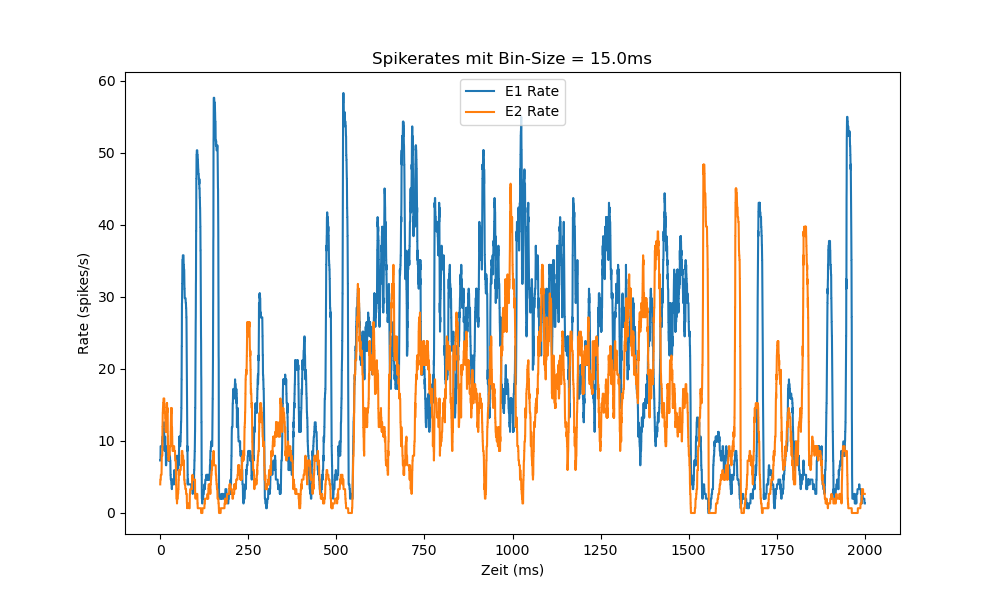 Spikerates mit Bin-Size = 15.0ms
E1 Rate
E2 Rate
Rate (spikes/s)
60
50
40
30
20
10
0
0 250 500 750 1000 1250 1500 1750 2000
Zeit (ms)